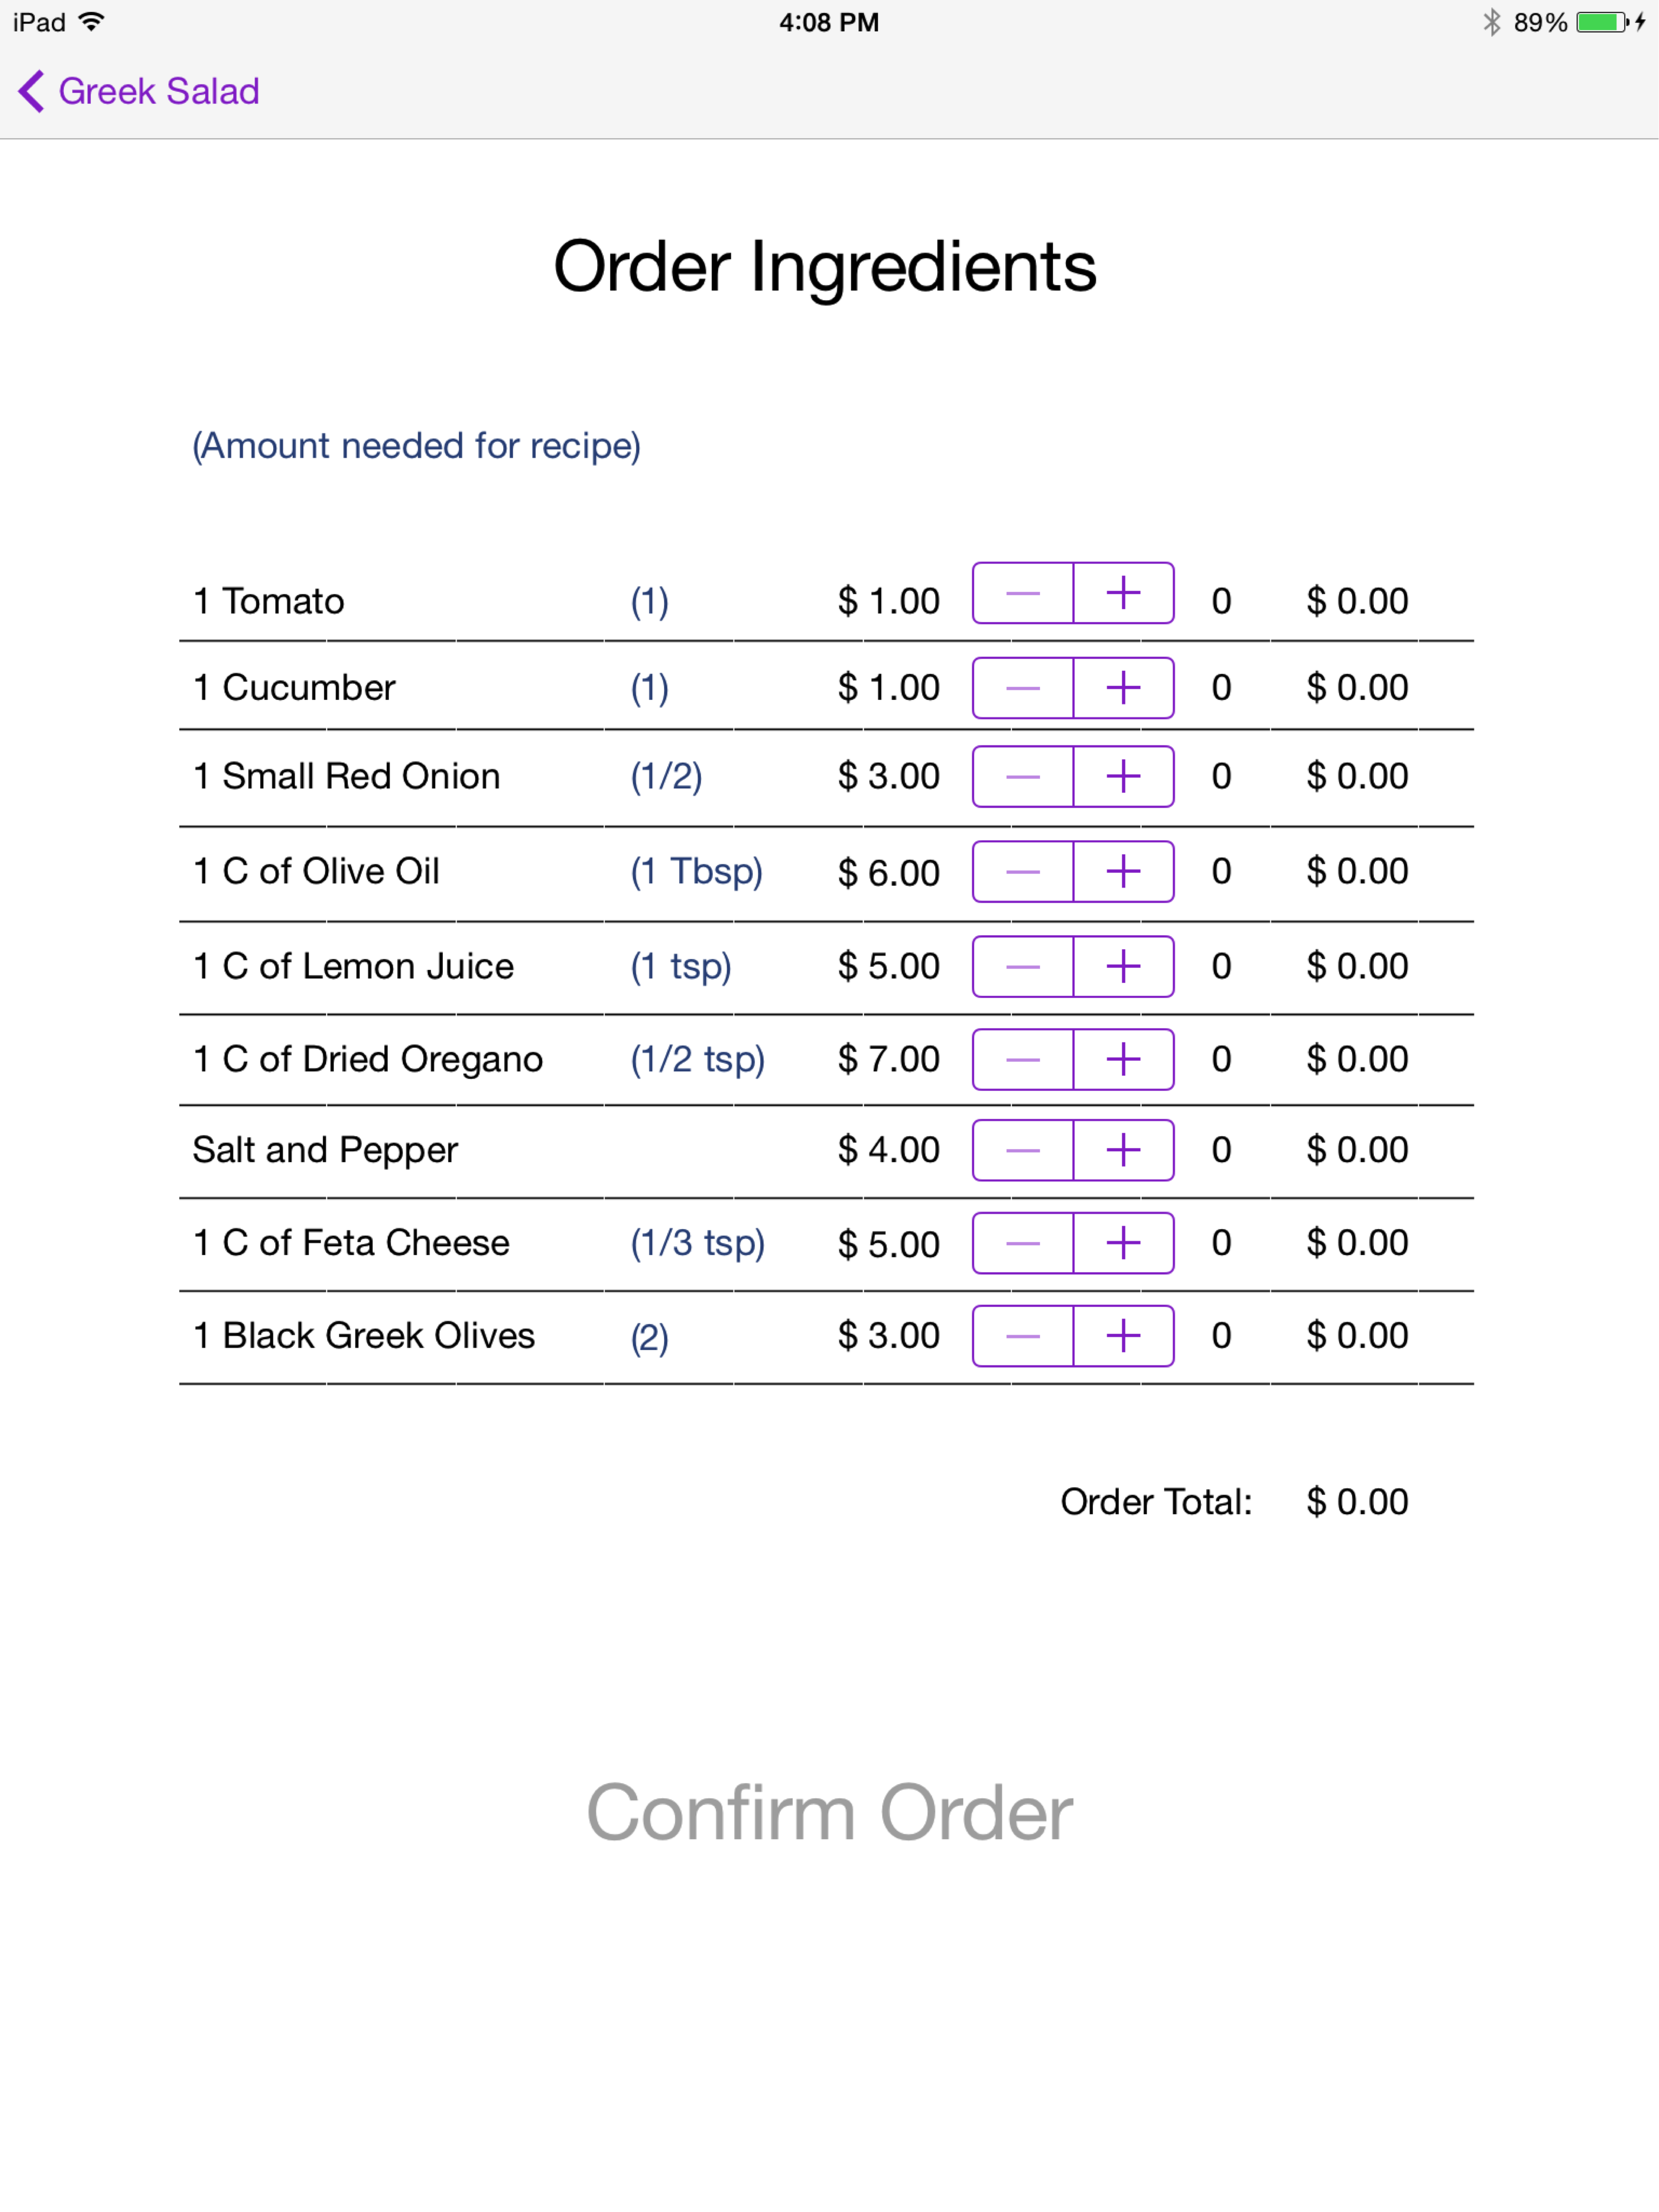 iPad 4:08 PM 89%
Greek Salad
Order Ingredients
(Amount needed for recipe)
1 Tomato (1) $ 1.00 — + 0 $ 0.00
1 Cucumber (1) $ 1.00 — + 0 $ 0.00
1 Small Red Onion (1/2) $ 3.00 — + 0 $ 0.00
1 C of Olive Oil (1 Tbsp) $ 6.00 — + 0 $ 0.00
1 C of Lemon Juice (1 tsp) $ 5.00 — + 0 $ 0.00
1 C of Dried Oregano (1/2 tsp) $ 7.00 — + 0 $ 0.00
Salt and Pepper $ 4.00 — + 0 $ 0.00
1 C of Feta Cheese (1/3 tsp) $ 5.00 — + 0 $ 0.00
1 Black Greek Olives (2) $ 3.00 — + 0 $ 0.00
Order Total: $ 0.00
Confirm Order